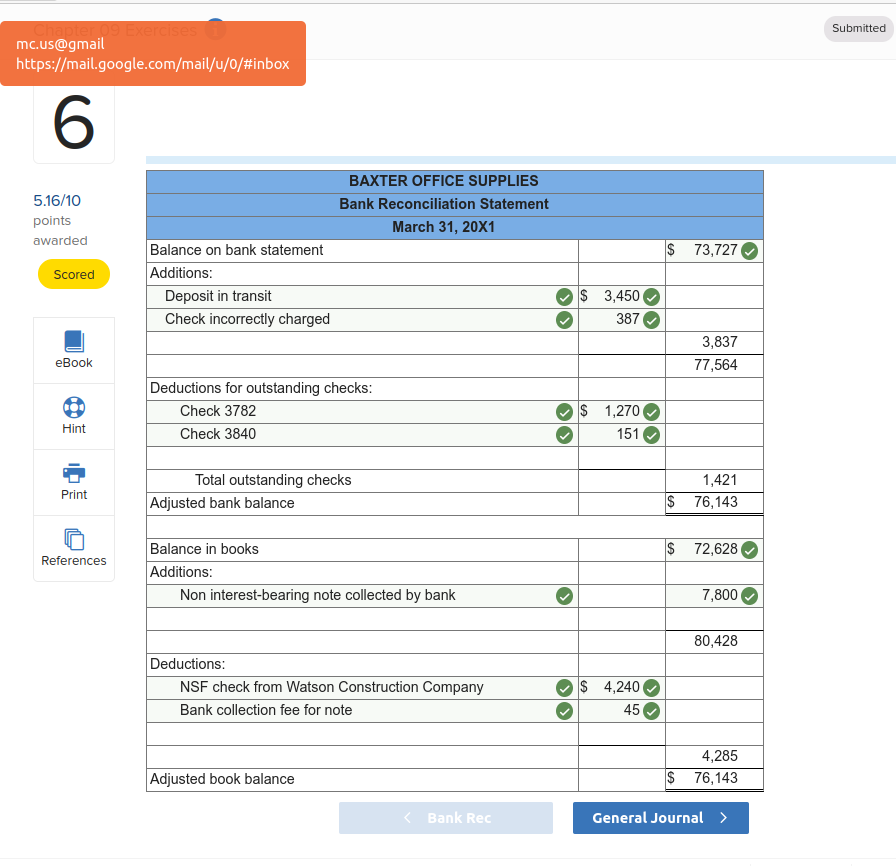 Chapter 09 Exercises
Submitted
mc.us@gmail
https://mail.google.com/mail/u/0/#inbox
6
5.16/10
points
awarded
Scored
eBook
Hint
Print
References
BAXTER OFFICE SUPPLIES
Bank Reconciliation Statement
March 31, 20X1
Balance on bank statement $ 73,727
Additions:
Deposit in transit $ 3,450
Check incorrectly charged 387
3,837
77,564
Deductions for outstanding checks:
Check 3782 $ 1,270
Check 3840 151
Total outstanding checks 1,421
Adjusted bank balance $ 76,143
Balance in books $ 72,628
Additions:
Non interest-bearing note collected by bank 7,800
80,428
Deductions:
NSF check from Watson Construction Company $ 4,240
Bank collection fee for note 45
4,285
Adjusted book balance $ 76,143
< Bank Rec
General Journal >